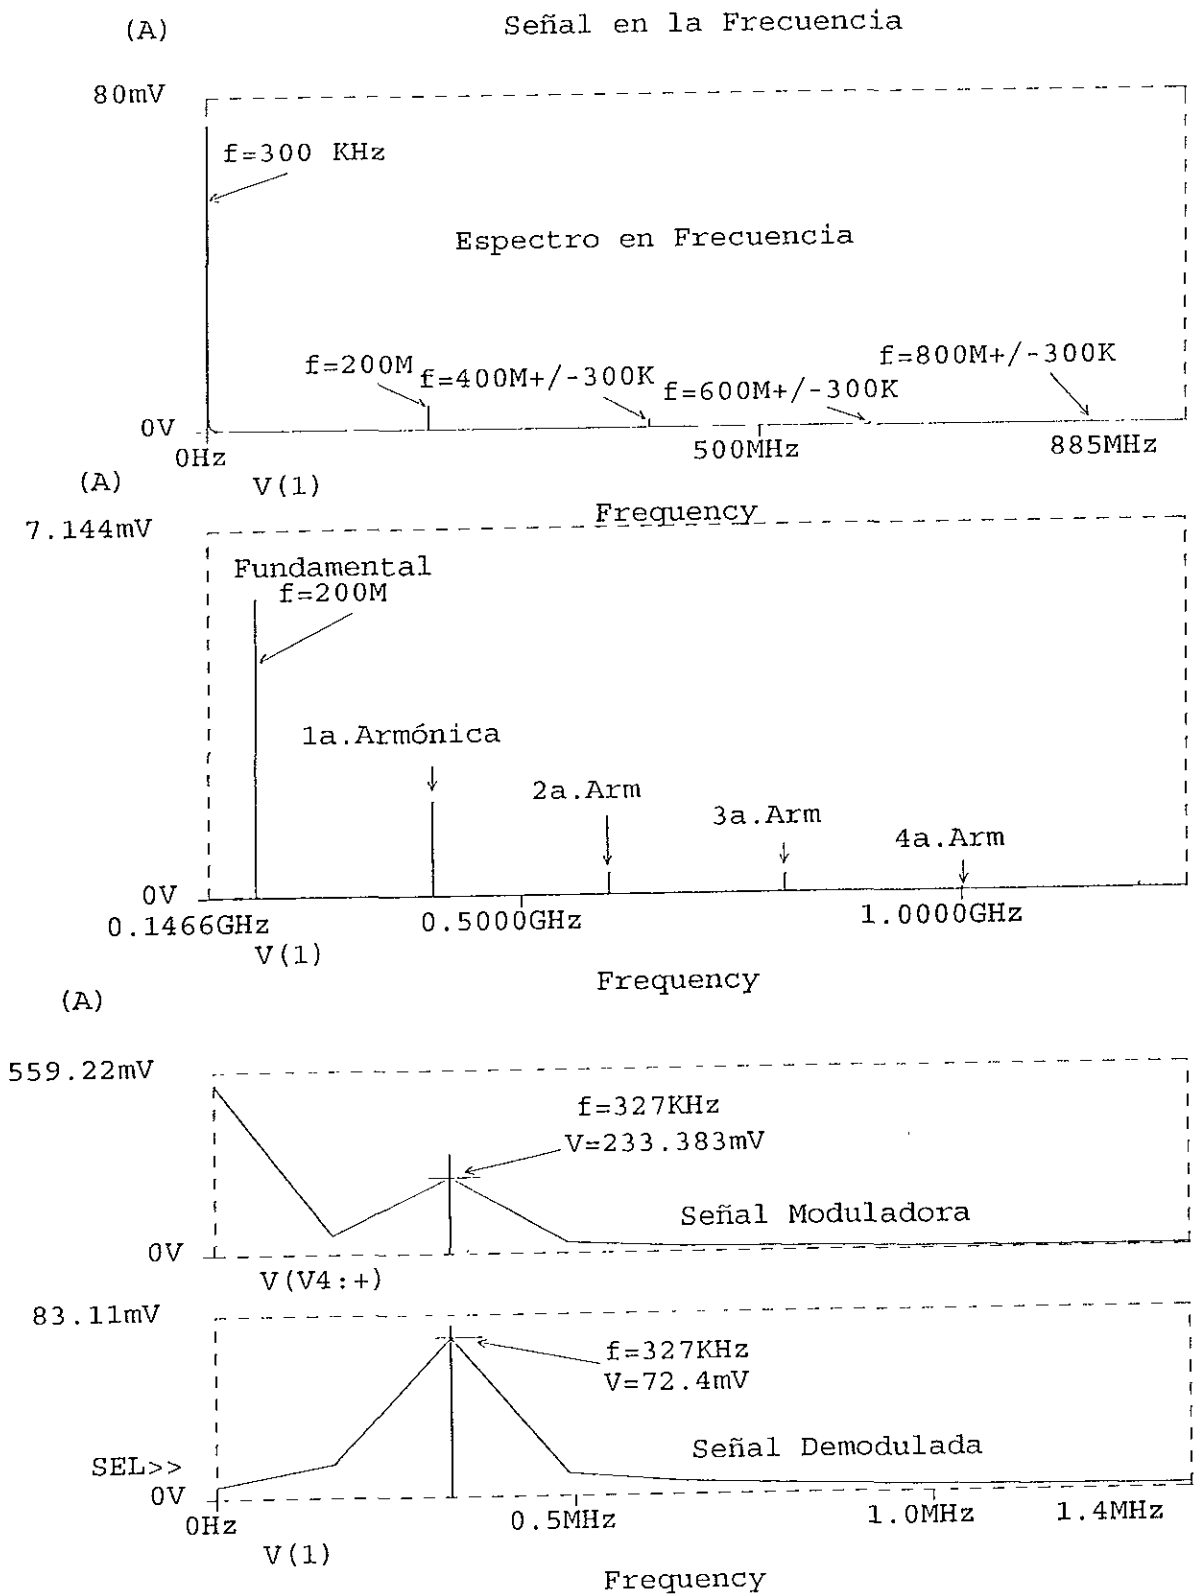 (A)
Señal en la Frecuencia
80mV
f=300 KHz
Espectro en Frecuencia
f=200M
f=400M+/-300K
f=600M+/-300K
f=800M+/-300K
0V
0Hz
500MHz
885MHz
(A)
V(1)
Frequency
7.144mV
Fundamental
f=200M
1a.Armónica
2a.Arm
3a.Arm
4a.Arm
0V
0.1466GHz
0.5000GHz
1.0000GHz
V(1)
Frequency
(A)
559.22mV
f=327KHz
V=233.383mV
Señal Moduladora
0V
V(V4:+)
83.11mV
f=327KHz
V=72.4mV
Señal Demodulada
SEL>>
0V
0Hz
0.5MHz
1.0MHz
1.4MHz
V(1)
Frequency